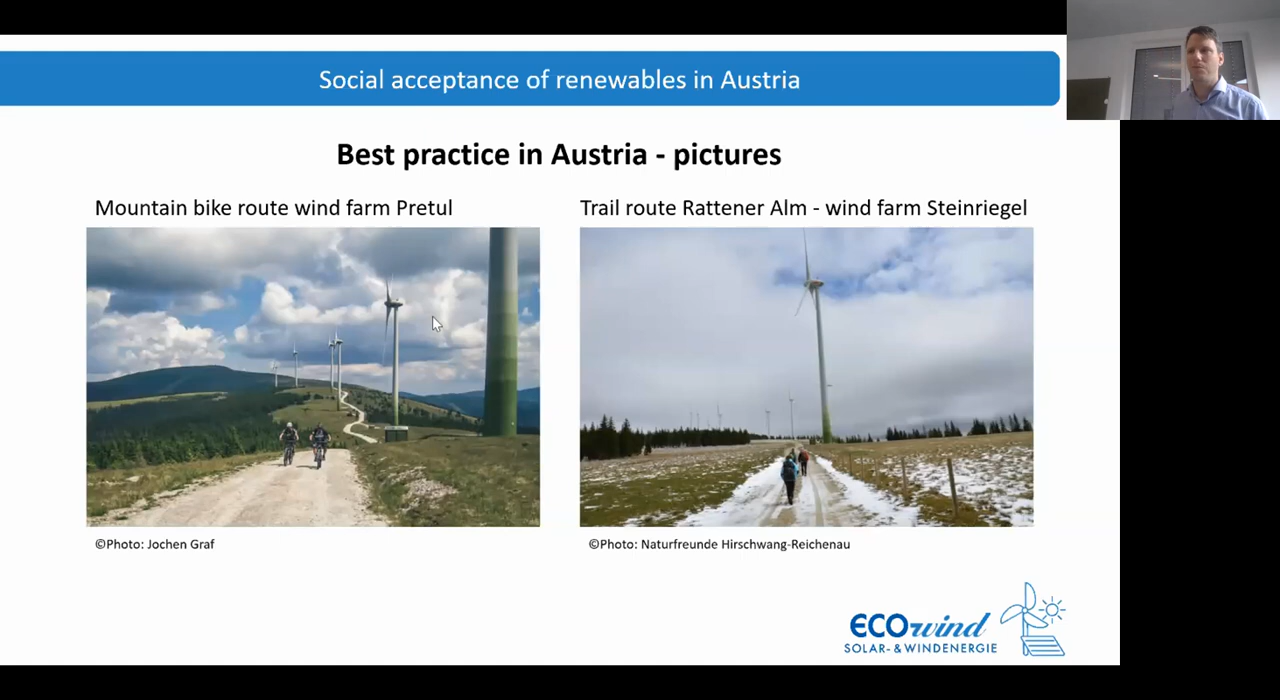 Social acceptance of renewables in Austria
Best practice in Austria - pictures
Mountain bike route wind farm Pretul
Trail route Rattener Alm - wind farm Steinriegel
©Photo: Jochen Graf
©Photo: Naturfreunde Hirschwang-Reichenau
ECOwind
SOLAR- & WINDENERGIE